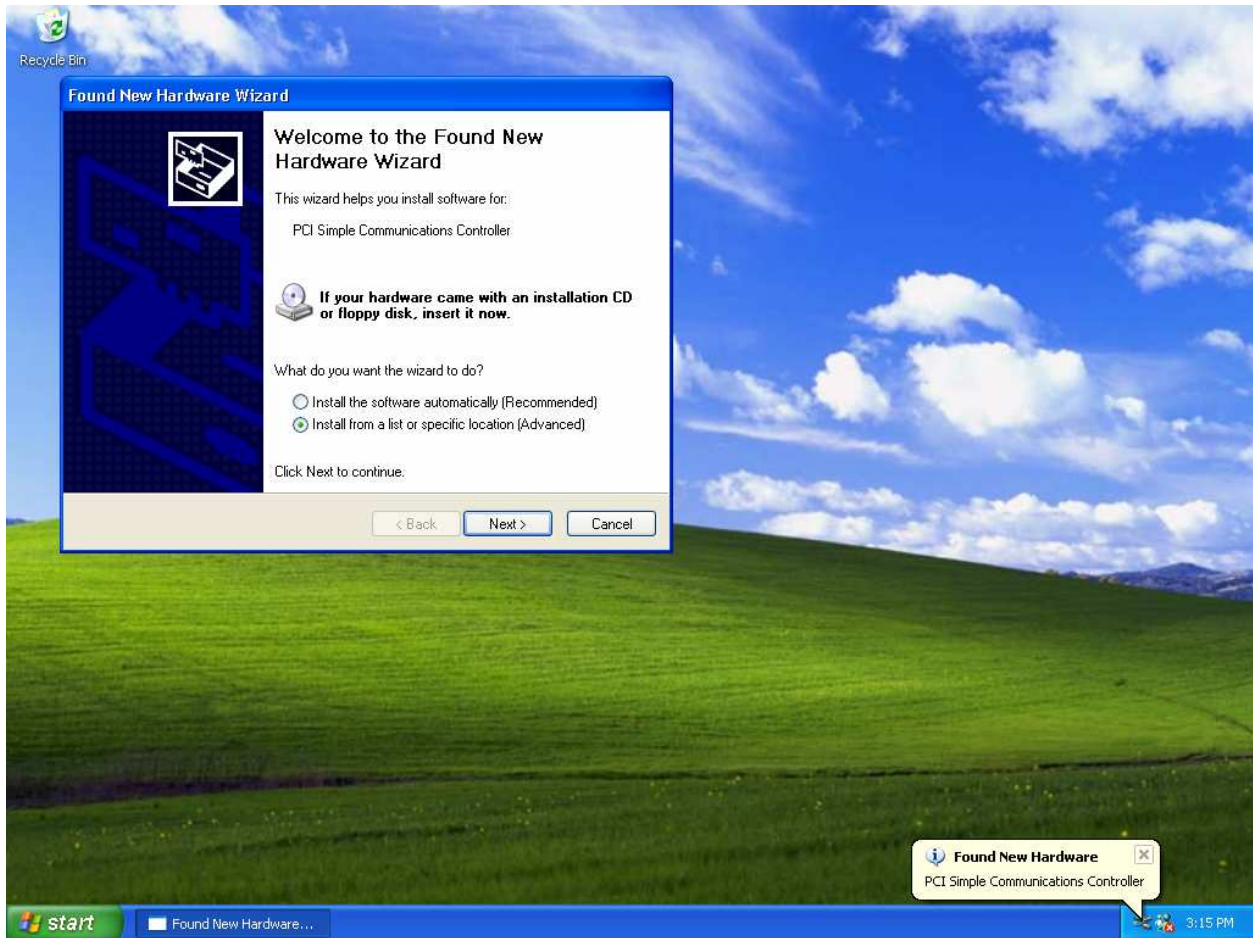 Recycle Bin
Found New Hardware Wizard
Welcome to the Found New
Hardware Wizard
This wizard helps you install software for:
PCI Simple Communications Controller
If your hardware came with an installation CD
or floppy disk, insert it now.
What do you want the wizard to do?
Install the software automatically (Recommended)
Install from a list or specific location (Advanced)
Click Next to continue.
< Back
Next >
Cancel
Found New Hardware
PCI Simple Communications Controller
start
Found New Hardware...
3:15 PM